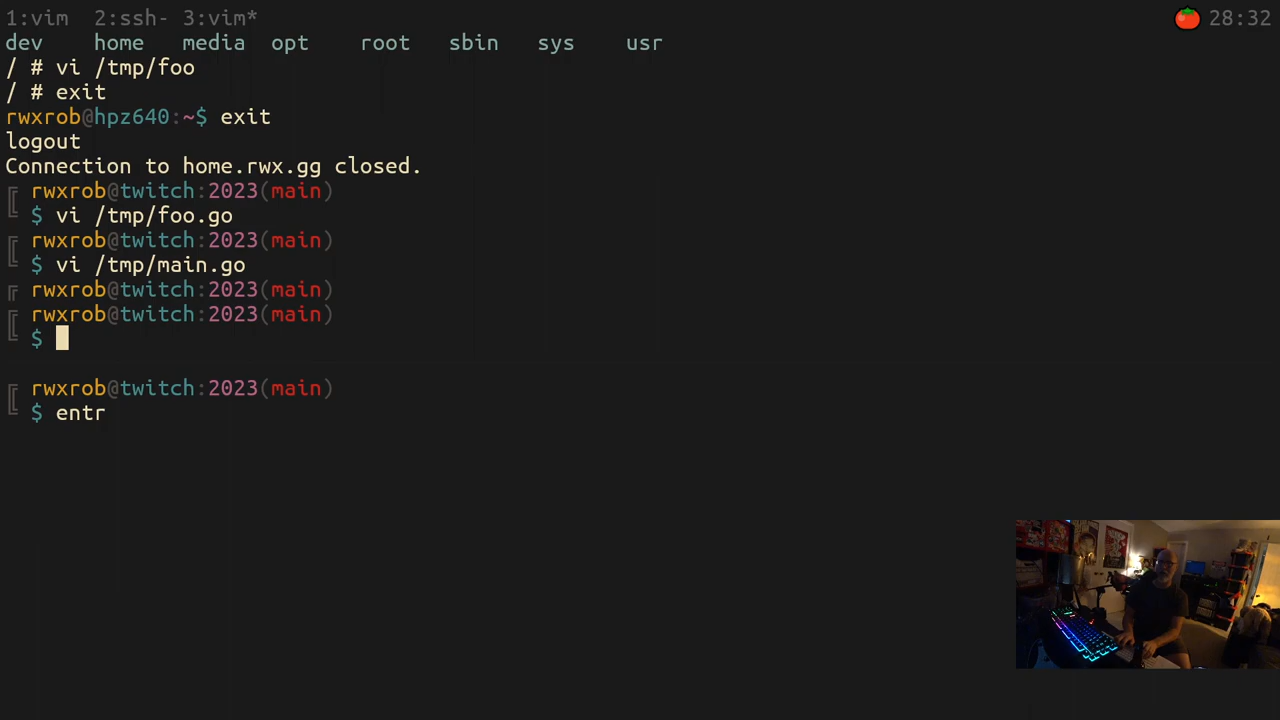 1:vim 2:ssh- 3:vim* 28:32
dev home media opt root sbin sys usr
/ # vi /tmp/foo
/ # exit
rwxrob@hpz640:~$ exit
logout
Connection to home.rwx.gg closed.
rwxrob@twitch:2023(main)
$ vi /tmp/foo.go
rwxrob@twitch:2023(main)
$ vi /tmp/main.go
rwxrob@twitch:2023(main)
rwxrob@twitch:2023(main)
$
rwxrob@twitch:2023(main)
$ entr